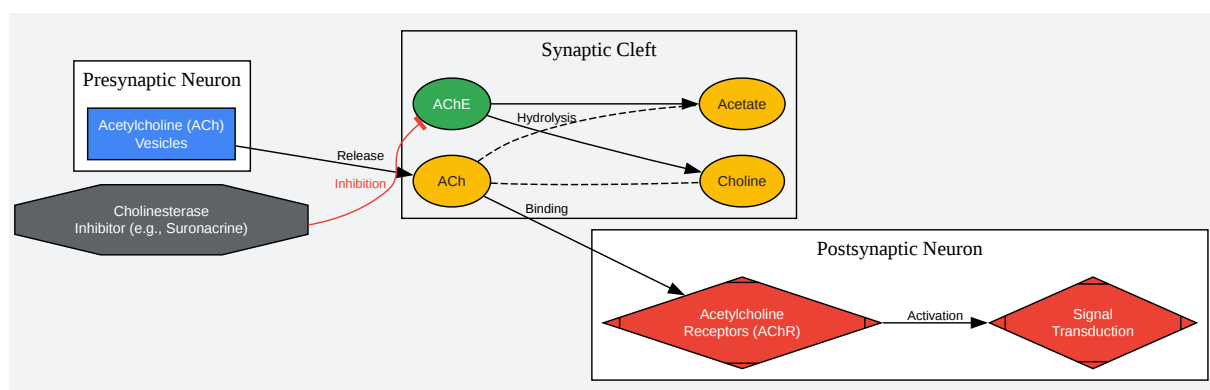 Synaptic Cleft
Presynaptic Neuron
Acetylcholine (ACh)
Vesicles
AChE
Acetate
Hydrolysis
Release
Inhibition
ACh
Choline
Cholinesterase
Inhibitor (e.g., Suronacrine)
Binding
Postsynaptic Neuron
Acetylcholine
Receptors (AChR)
Activation
Signal
Transduction